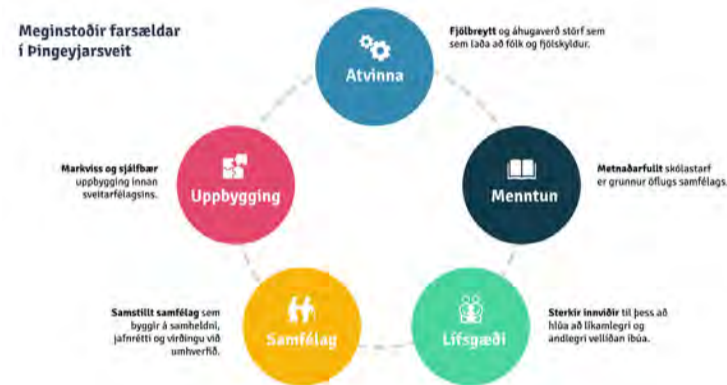 Meginstoðir farsældar
í Þingeyjarsveit
Atvinna
Fjölbreytt og áhugaverð störf sem
sem laða að fólk og fjölskyldur.
Menntun
Metnaðarfullt skólastarf
er grunnur öflugs samfélags.
Lífsgæði
Sterkir innviðir til þess að
hlúa að líkamlegri og
andlegri vellíðan íbúa.
Samfélag
Samstillt samfélag sem
byggir á samheldni,
jafnrétti og virðingu við
umhverfið.
Uppbygging
Markviss og sjálfbær
uppbygging innan
sveitarfélagsins.